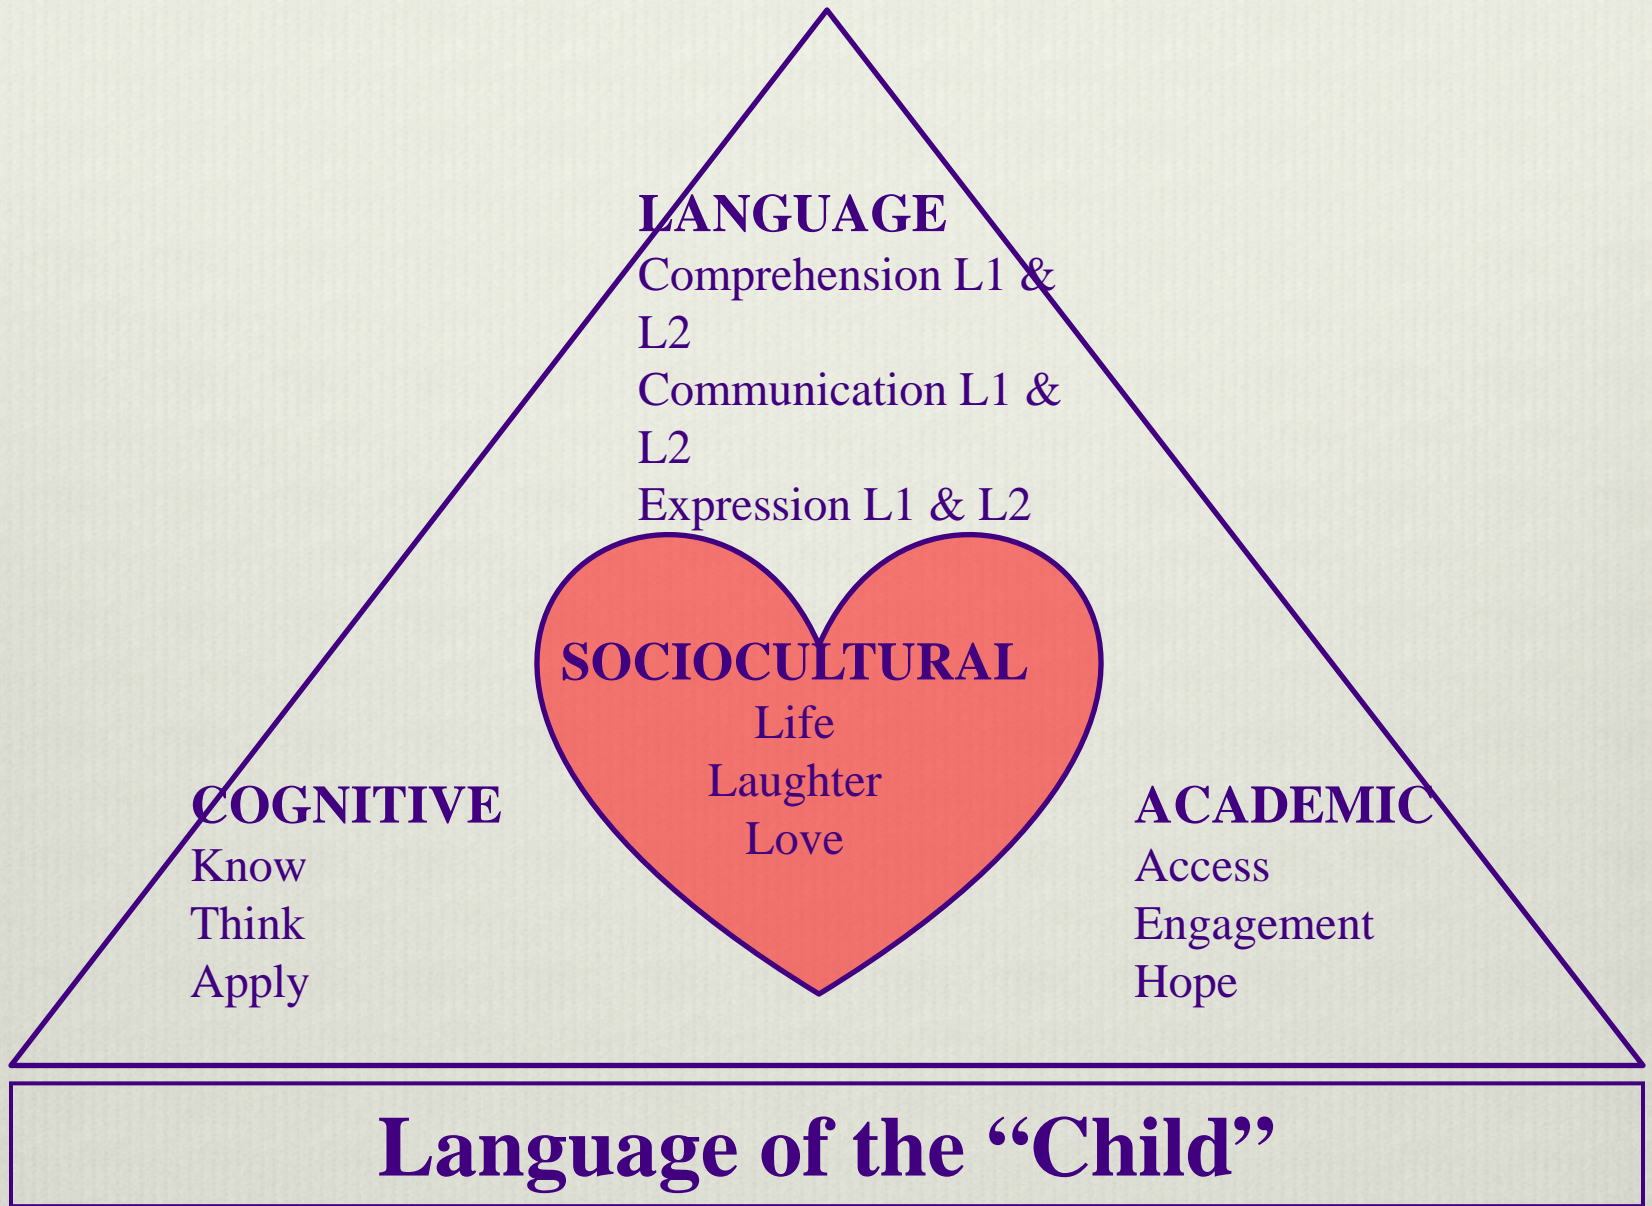 LANGUAGE
Comprehension L1 &
L2
Communication L1 &
L2
Expression L1 & L2
SOCIOCULTURAL
Life
Laughter
Love
COGNITIVE
Know
Think
Apply
ACADEMIC
Access
Engagement
Hope
Language of the “Child”